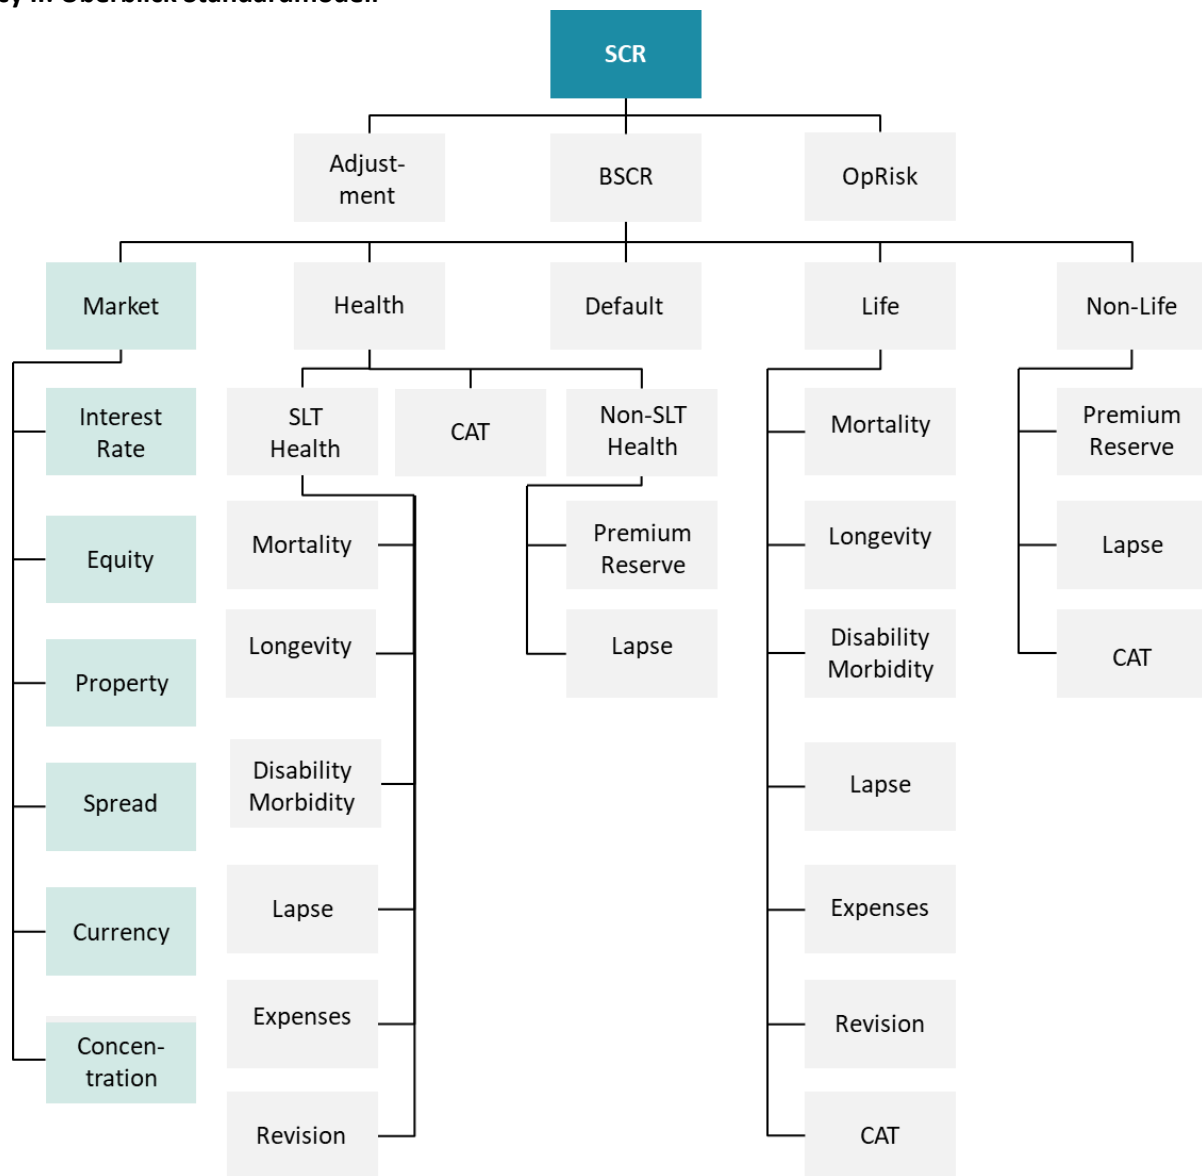 Überblick Standardmodell
SCR
Adjust-
ment
BSCR
OpRisk
Market
Health
Default
Life
Non-Life
Interest
Rate
SLT
Health
CAT
Non-SLT
Health
Mortality
Premium
Reserve
Equity
Mortality
Premium
Reserve
Longevity
Lapse
Property
Longevity
Lapse
Disability
Morbidity
CAT
Spread
Disability
Morbidity
Lapse
Currency
Lapse
Expenses
Concen-
tration
Expenses
Revision
Revision
CAT